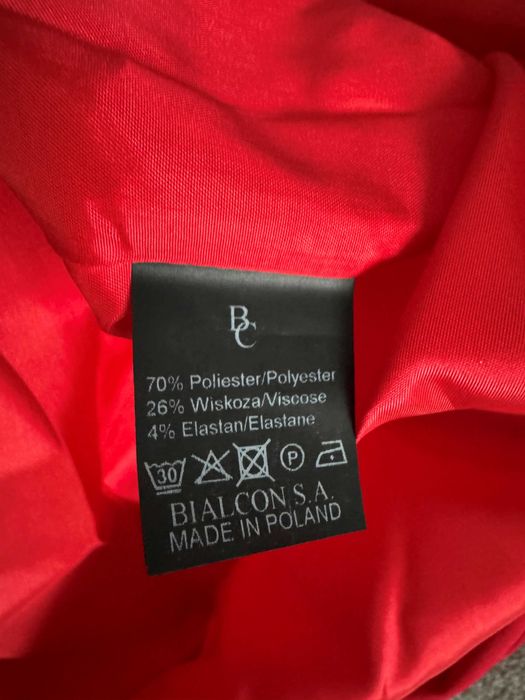 BC
70% Poliester/Polyester
26% Wiskoza/Viscose
4% Elastan/Elastane
30 P
BIALCON S.A.
MADE IN POLAND